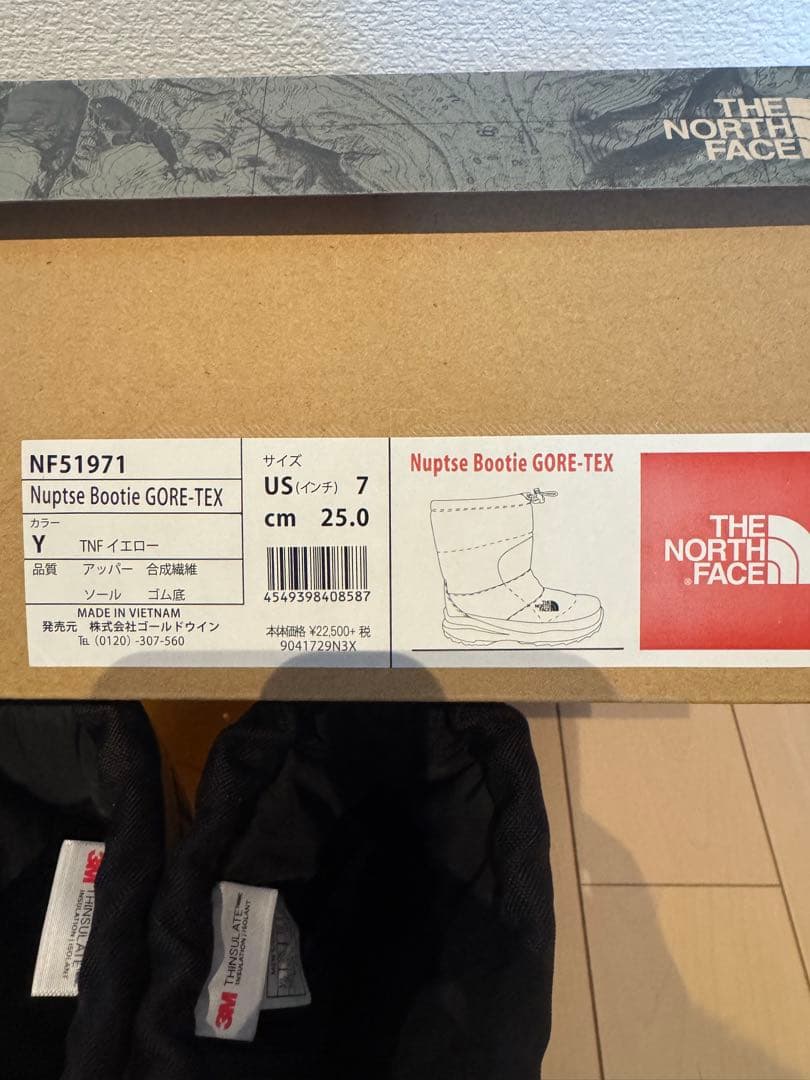 THE
NORTH
FACE
NF51971
Nuptse Bootie GORE-TEX
カラー
Y TNF イエロー
品質 アッパー 合成繊維
ソール ゴム底
MADE IN VIETNAM
発売元 株式会社ゴールドウイン
TEL (0120) -307-560
サイズ
US(インチ) 7
cm 25.0
4549398408587
本体価格 ¥22,500+ 税
9041729N3X
Nuptse Bootie GORE-TEX
THE
NORTH
FACE
THE
NORTH
FACE®
3M THINSULATE
INSULATION | ISOLANT
3M THINSULATE™
INSULATION | ISOLANT